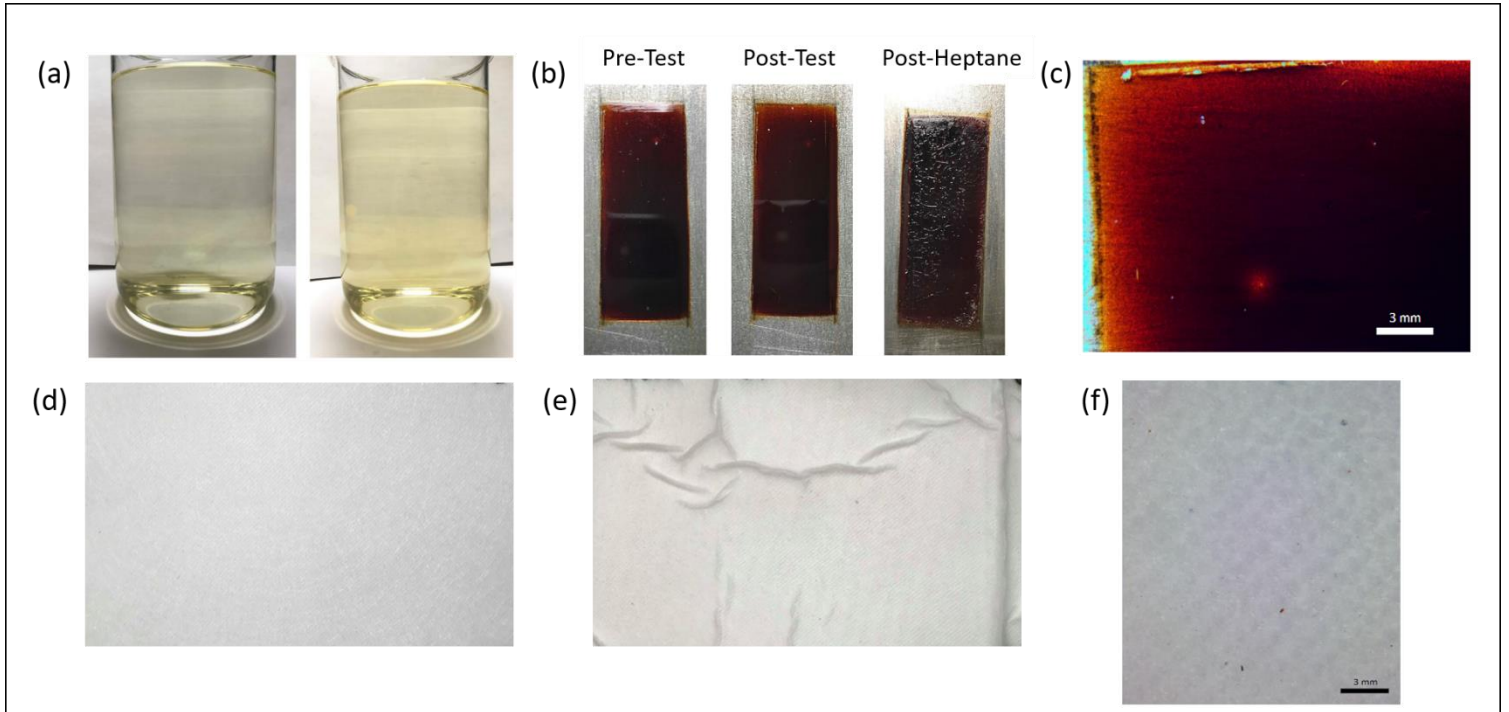 (a)
(b)
Pre-Test
Post-Test
Post-Heptane
(c)
3 mm
(d)
(e)
(f)
3 mm